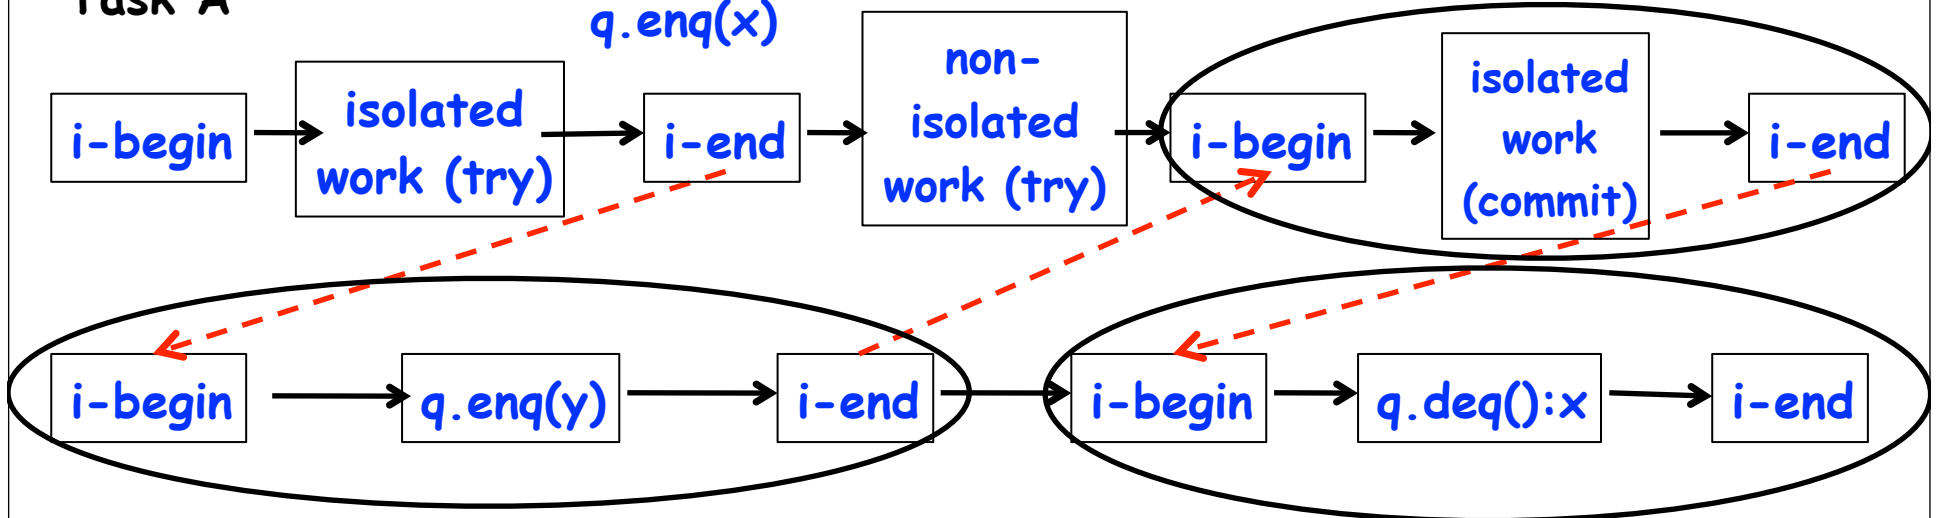 Task A
q.enq(x)
i-begin
isolated
work (try)
i-end
non-
isolated
work (try)
i-begin
isolated
work
(commit)
i-end
i-begin
q.enq(y)
i-end
i-begin
q.deq():x
i-end